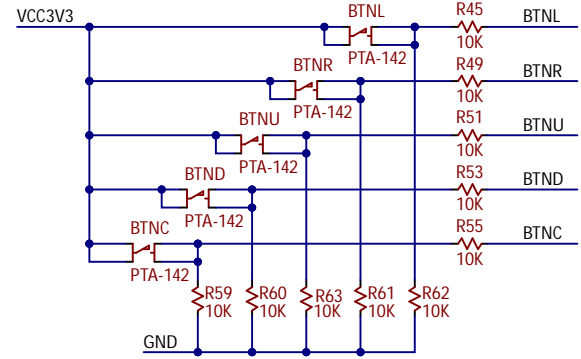 VCC3V3
BTNL
R45
BTNL
PTA-142
10K
BTNR
R49
BTNR
PTA-142
10K
BTNU
R51
BTNU
PTA-142
10K
BTND
R53
BTND
PTA-142
10K
BTNC
R55
BTNC
PTA-142
10K
R59 R60 R63 R61 R62
10K 10K 10K 10K 10K
GND